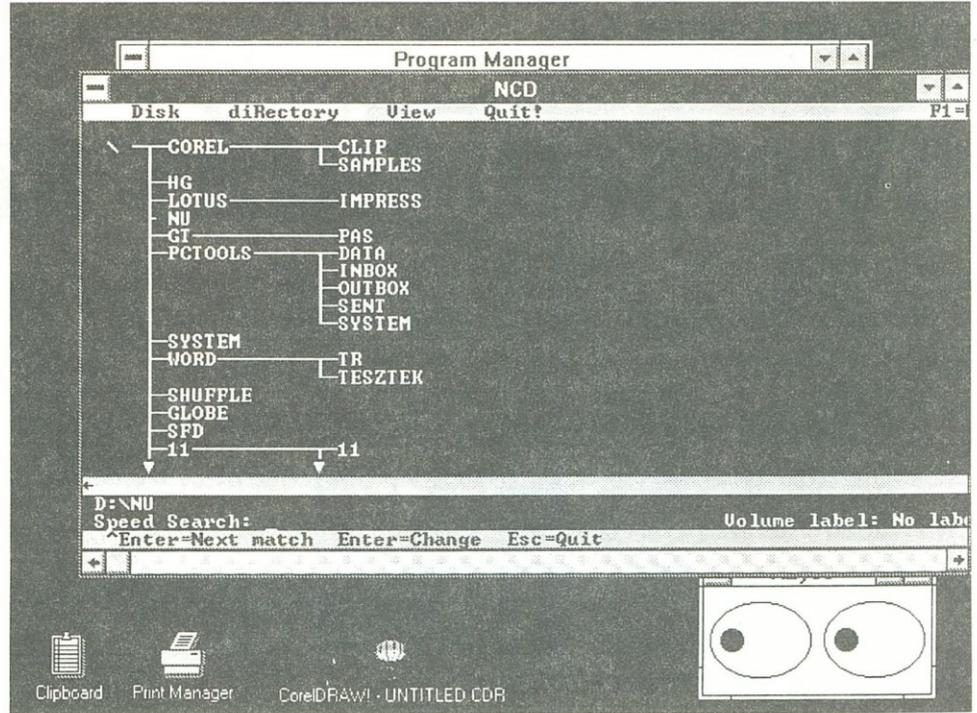 Program Manager
NCD
Disk diRectory View Quit! F1=
\ COREL CLIP
SAMPLES
HG
LOTUS IMPRESS
NU
GT PAS
PCTOOLS DATA
INBOX
OUTBOX
SENT
SYSTEM
SYSTEM
WORD TR
TESZTEK
SHUFFLE
GLOBE
SFD
11 11
D:\NU
Speed Search: _ Volume label: No labe
^Enter=Next match Enter=Change Esc=Quit
Clipboard Print Manager CorelDRAW! - UNTITLED.CDR